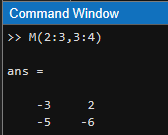 Command Window
>> M(2:3,3:4)
ans =
-3 2
-5 -6